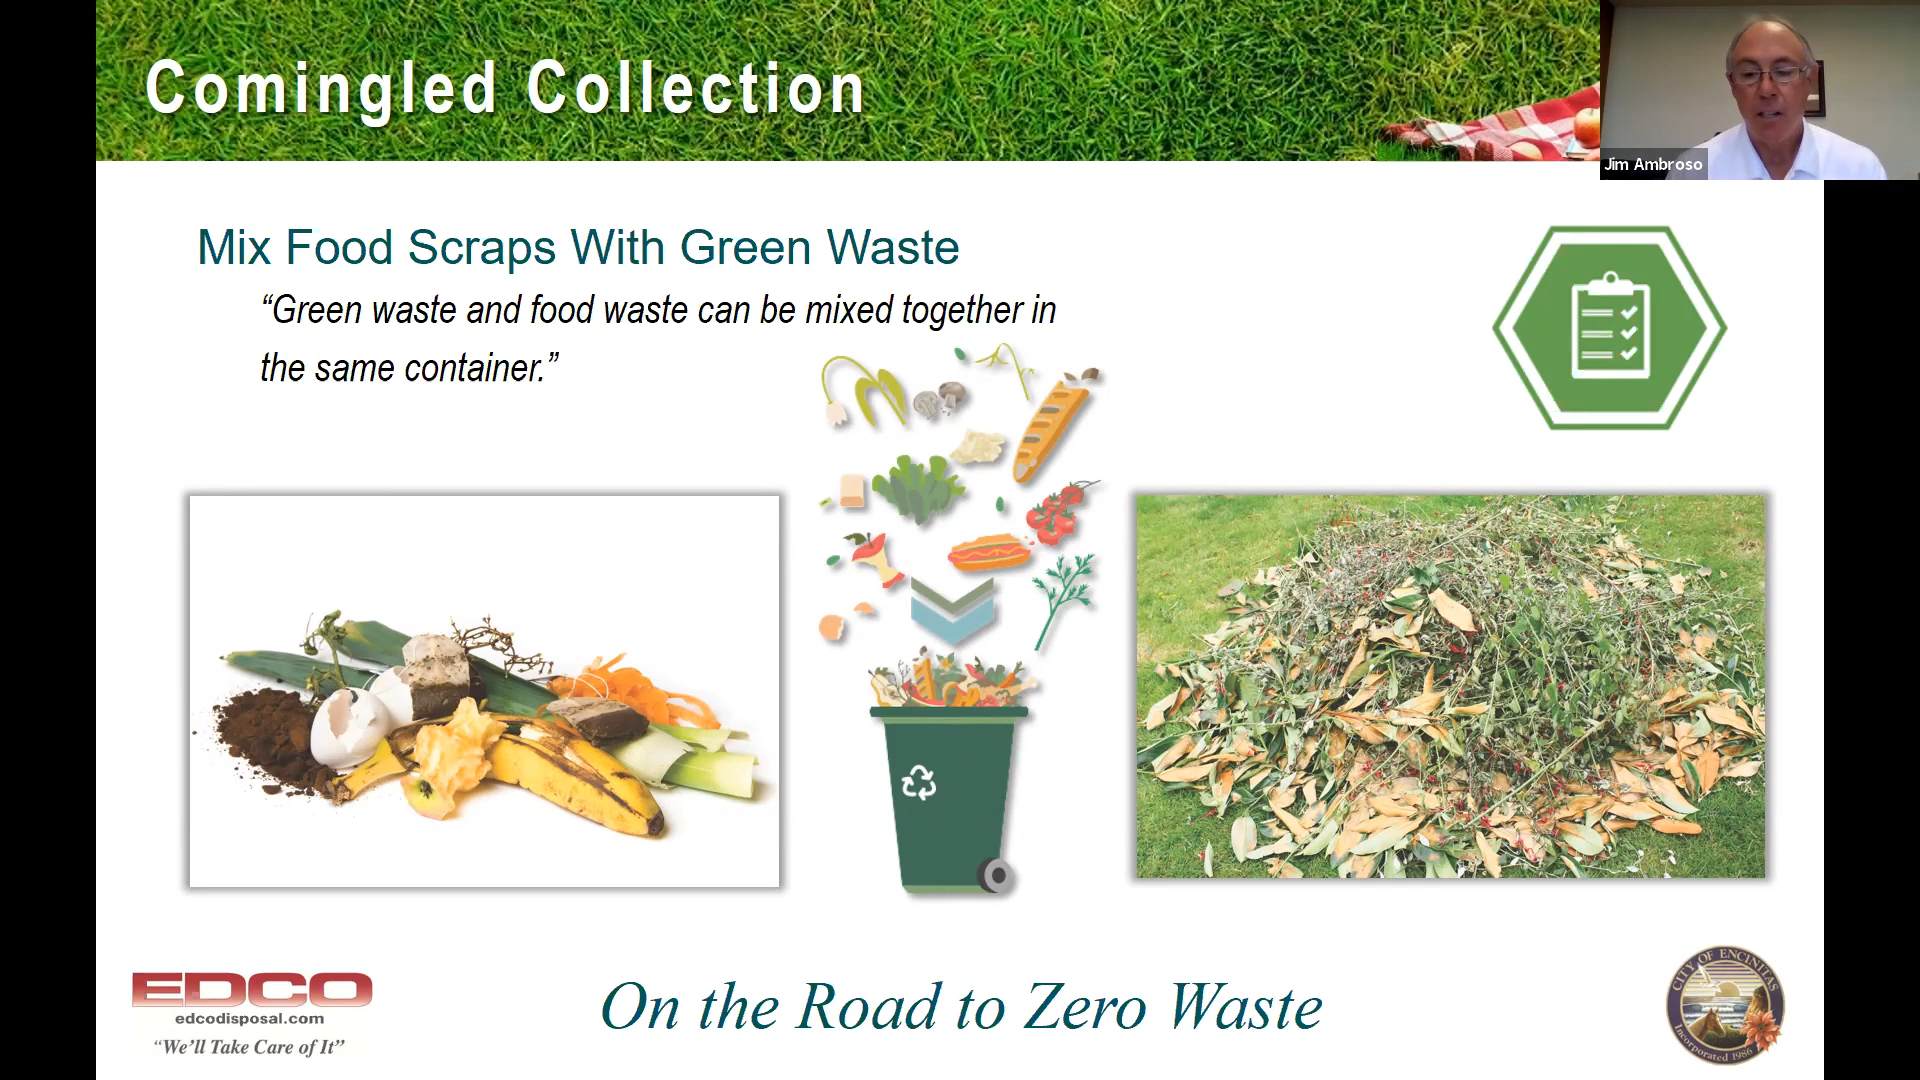 Comingled Collection
Jim Ambroso
Mix Food Scraps With Green Waste
“Green waste and food waste can be mixed together in
the same container.”
EDCO
edcodisposal.com
“We’ll Take Care of It”
On the Road to Zero Waste
CITY OF ENCINITAS
Incorporated 1986